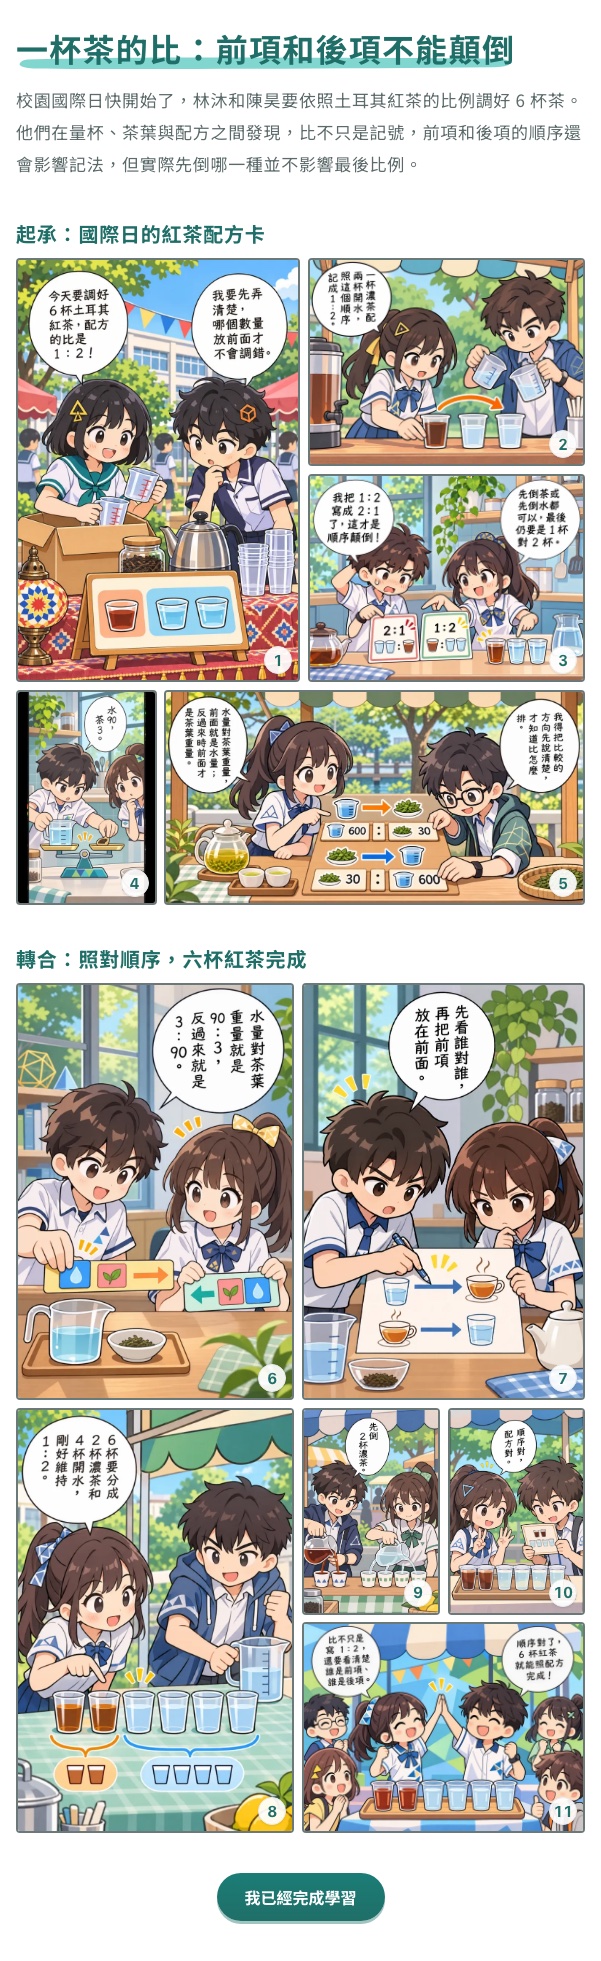 一杯茶的比：前項和後項不能顛倒
校園國際日快開始了，林沐和陳昊要依照土耳其紅茶的比例調好 6 杯茶。
他們在量杯、茶葉與配方之間發現，比不只是記號，前項和後項的順序還
會影響記法，但實際先倒哪一種並不影響最後比例。
起承：國際日的紅茶配方卡
今天要調好
6 杯土耳其
紅茶，配方
的比是
1：2！
我要先弄
清楚，
哪個數量
放前面才
不會調錯。
1
一杯濃茶配
兩杯開水，
照這個順序
記成1：2。
2
我把 1：2
寫成 2：1
了，這才是
順序顛倒！
先倒茶或
先倒水都
可以，最後
仍要是 1 杯
對 2 杯。
2:1
1:2
3
水90，
茶3。
4
水量對茶葉重量，
前面就是水量；
反過來時前面才
是茶葉重量。
我得把比較的
方向先說清楚，
才知道比怎麼
排。
600 : 30
30 : 600
5
轉合：照對順序，六杯紅茶完成
水量對茶葉
重量就是
90：3，
反過來就是
3：90。
6
先看誰對誰，
再把前項
放在前面。
7
6杯要分成
2杯濃茶和
4杯開水，
剛好維持
1：2。
8
先倒
2杯濃茶。
9
順序對，
配方對。
10
比不只是
寫 1：2，
還要看清楚
誰是前項、
誰是後項。
順序對了，
6 杯紅茶
就能照配方
完成！
11
我已經完成學習